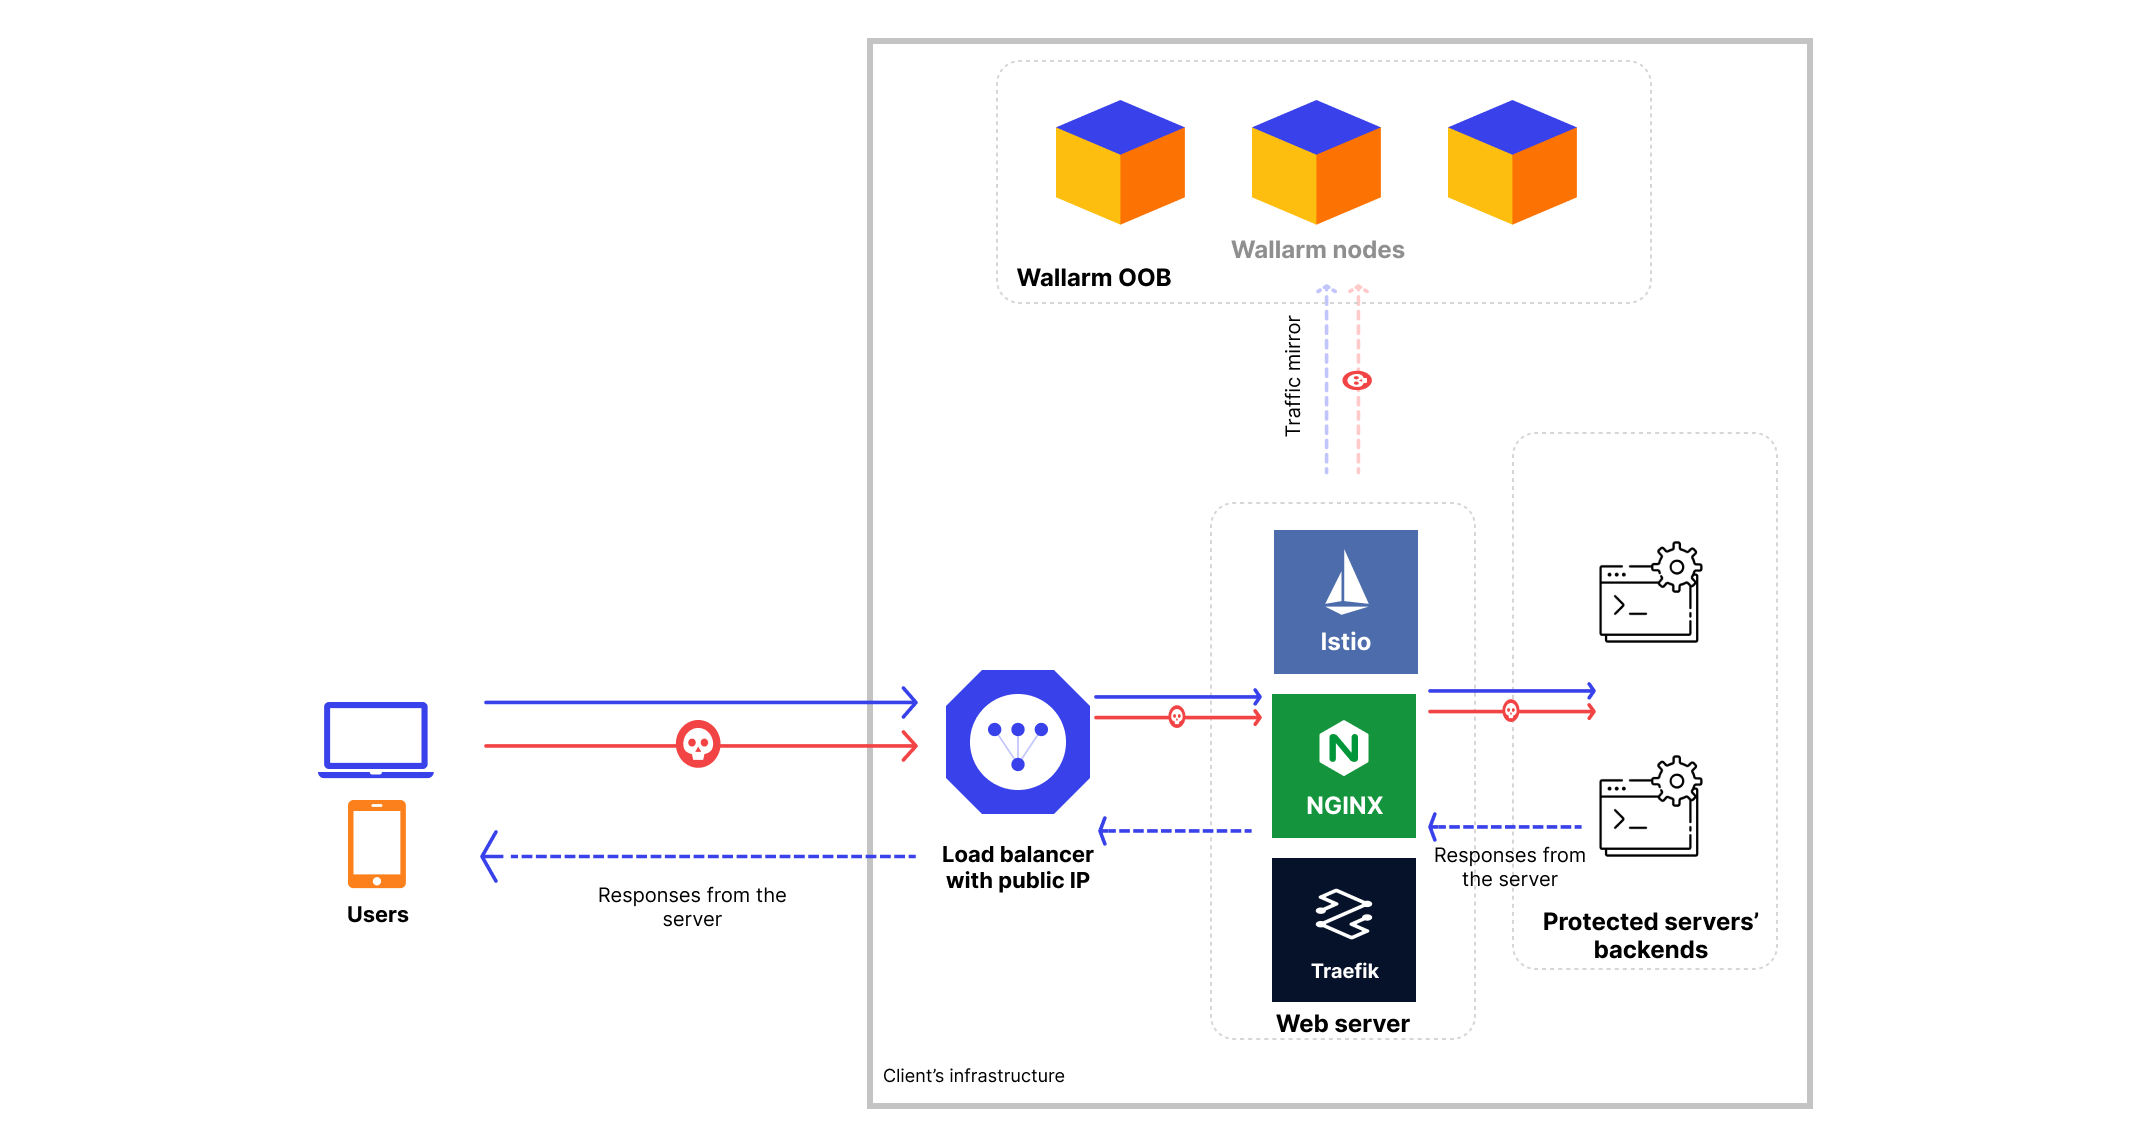 Wallarm nodes
Wallarm OOB
Traffic mirror
Istio
NGINX
Traefik
Web server
Load balancer
with public IP
Users
Responses from the
server
Responses from
the server
Protected servers’
backends
Client’s infrastructure